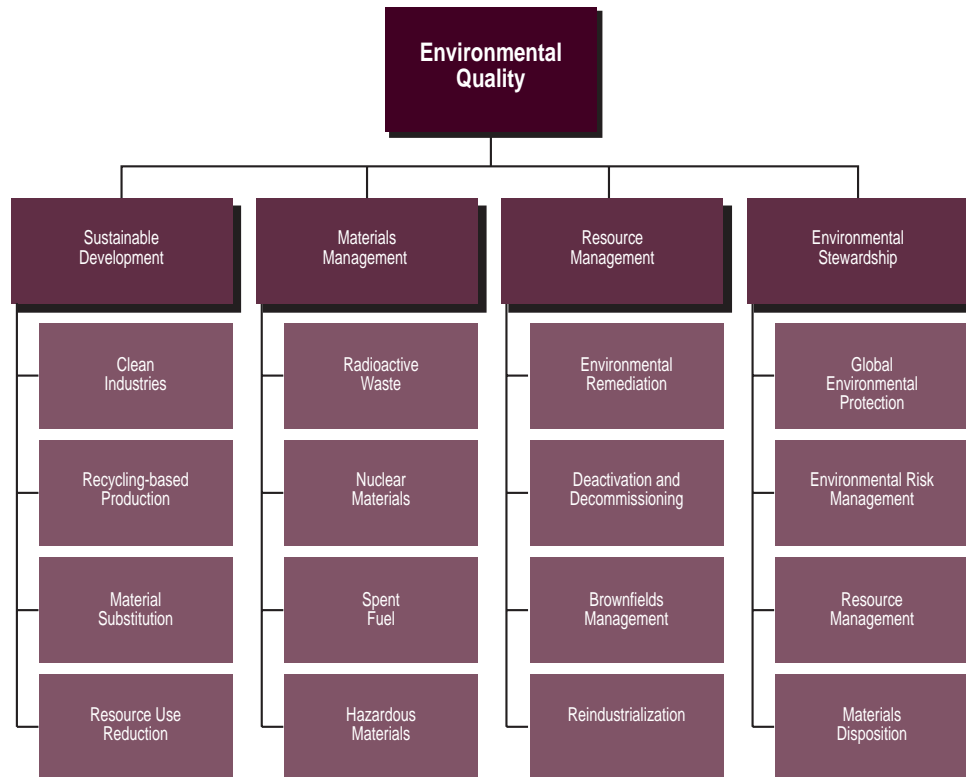 Environmental
Quality
Sustainable
Development
Materials
Management
Resource
Management
Environmental
Stewardship
Clean
Industries
Radioactive
Waste
Environmental
Remediation
Global
Environmental
Protection
Recycling-based
Production
Nuclear
Materials
Deactivation and
Decommissioning
Environmental Risk
Management
Material
Substitution
Spent
Fuel
Brownfields
Management
Resource
Management
Resource Use
Reduction
Hazardous
Materials
Reindustrialization
Materials
Disposition